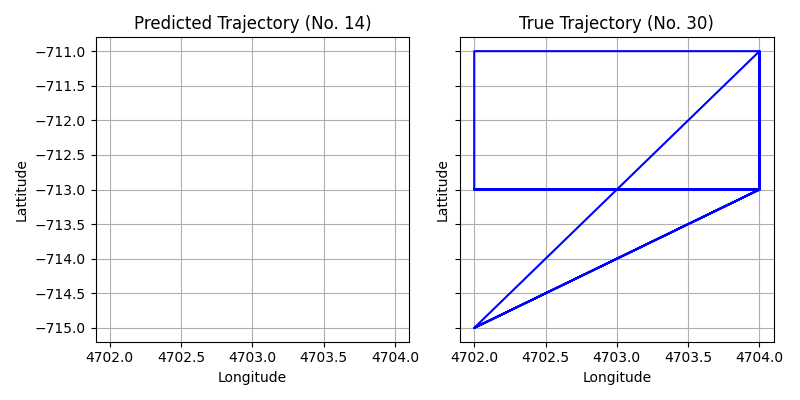 Predicted Trajectory (No. 14)
True Trajectory (No. 30)
Lattitude
−711.0
−711.5
−712.0
−712.5
−713.0
−713.5
−714.0
−714.5
−715.0
4702.0 4702.5 4703.0 4703.5 4704.0
Longitude
Lattitude
4702.0 4702.5 4703.0 4703.5 4704.0
Longitude